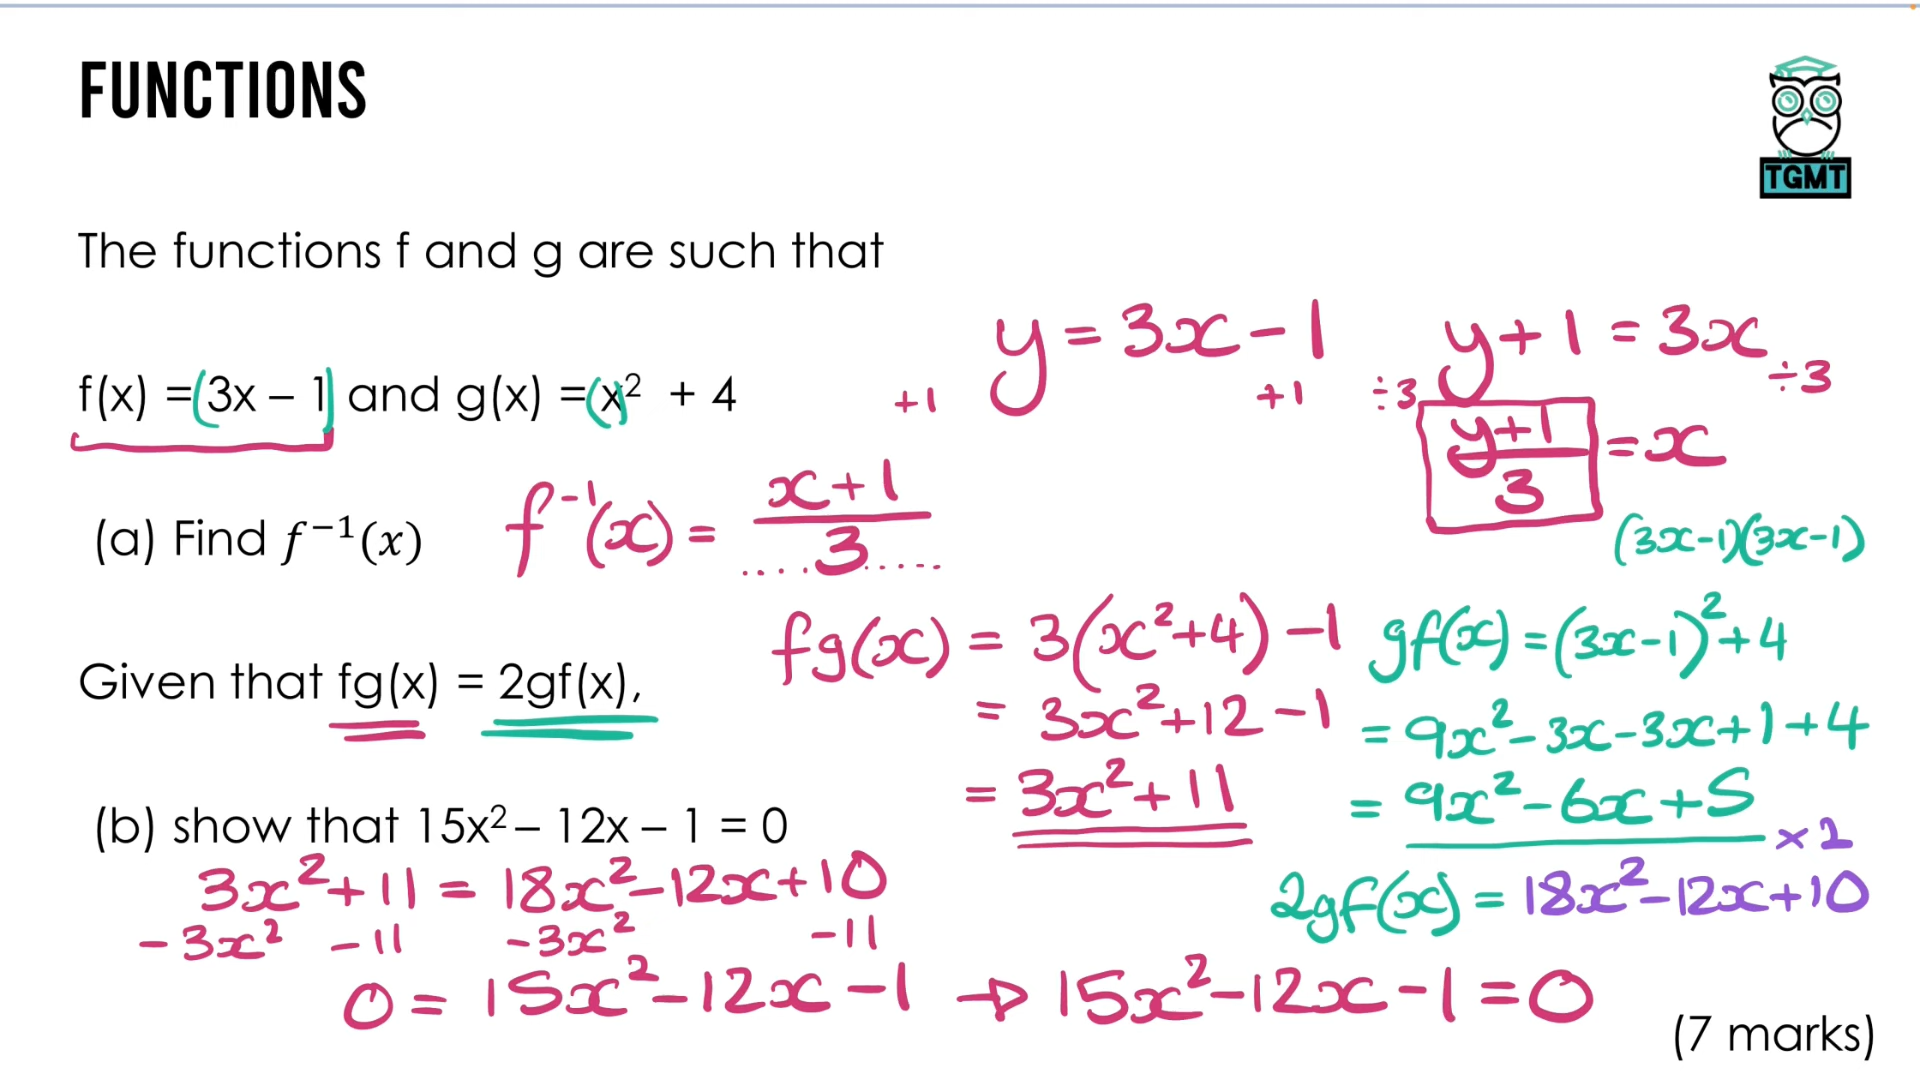 FUNCTIONS
TGMT
The functions f and g are such that
f(x) = (3x – 1) and g(x) = (x)² + 4
y = 3x - 1
+1 +1
y + 1 = 3x
÷3 ÷3
y+1/3 = x
(a) Find f⁻¹(x)
f⁻¹(x) = x+1/3
(3x-1)(3x-1)
Given that fg(x) = 2gf(x),
fg(x) = 3(x²+4) - 1
= 3x²+12 - 1
= 3x²+11
gf(x) = (3x-1)²+4
= 9x² - 3x - 3x + 1 + 4
= 9x² - 6x + 5
×2
2gf(x) = 18x² - 12x + 10
(b) show that 15x² – 12x – 1 = 0
3x² + 11 = 18x² - 12x + 10
-3x² -11 -3x² -11
0 = 15x² - 12x - 1 → 15x² - 12x - 1 = 0
(7 marks)